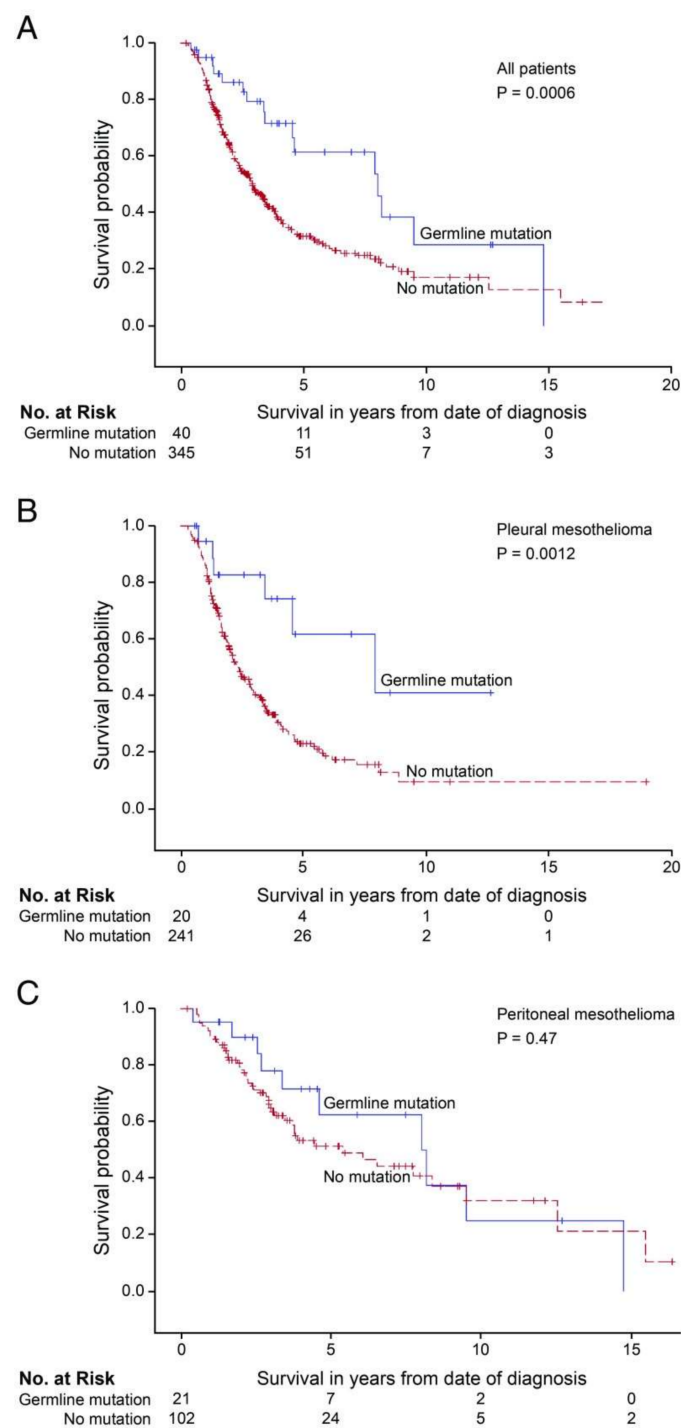 A
1.0
All patients
P = 0.0006
0.8
0.6
Survival probability
0.4
Germline mutation
0.2
No mutation
0.0
0 5 10 15 20
No. at Risk Survival in years from date of diagnosis
Germline mutation 40 11 3 0
No mutation 345 51 7 3
B
1.0
Pleural mesothelioma
P = 0.0012
0.8
0.6
Survival probability
Germline mutation
0.4
0.2
No mutation
0.0
0 5 10 15 20
No. at Risk Survival in years from date of diagnosis
Germline mutation 20 4 1 0
No mutation 241 26 2 1
C
1.0
Peritoneal mesothelioma
P = 0.47
0.8
Germline mutation
0.6
Survival probability
No mutation
0.4
0.2
0.0
0 5 10 15
No. at Risk Survival in years from date of diagnosis
Germline mutation 21 7 2 0
No mutation 102 24 5 2